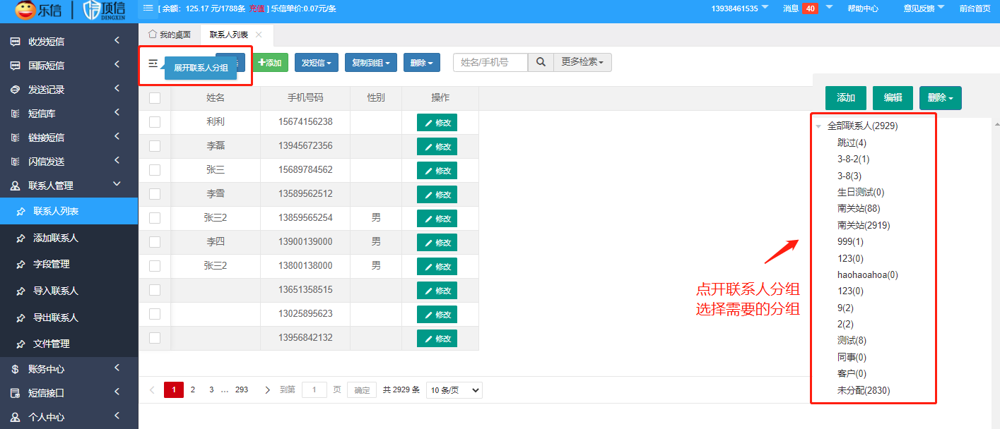 乐信 顶信 DINGXIN
[ 余额：125.17 元/1788条 充值 ] 乐信单价:0.07元/条
13938461535 消息 40 帮助中心 意见反馈 前台首页
收发短信
国际短信
发送记录
短信库
链接短信
闪信发送
联系人管理
联系人列表
添加联系人
字段管理
导入联系人
导出联系人
文件管理
账务中心
短信接口
个人中心
我的桌面 联系人列表
展开联系人分组
添加 发短信 复制到组 删除 姓名/手机号 更多检索
姓名 手机号码 性别 操作
利利 15674156238 修改
李磊 13945672356 修改
张三 15689784562 修改
李雪 13589562512 修改
张三2 13859565254 男 修改
李四 13900139000 男 修改
张三2 13800138000 男 修改
13651358515 修改
13025895623 修改
13956842132 修改
1 2 3 ... 293 到第 1 页 确定 共 2929 条 10 条/页
点开联系人分组
选择需要的分组
添加 编辑 删除
全部联系人(2929)
跳过(4)
3-8-2(1)
3-8(3)
生日测试(0)
南关站(88)
南关站(2919)
999(1)
123(0)
haohaoahoa(0)
123(0)
9(2)
2(2)
测试(8)
同事(0)
客户(0)
未分配(2830)